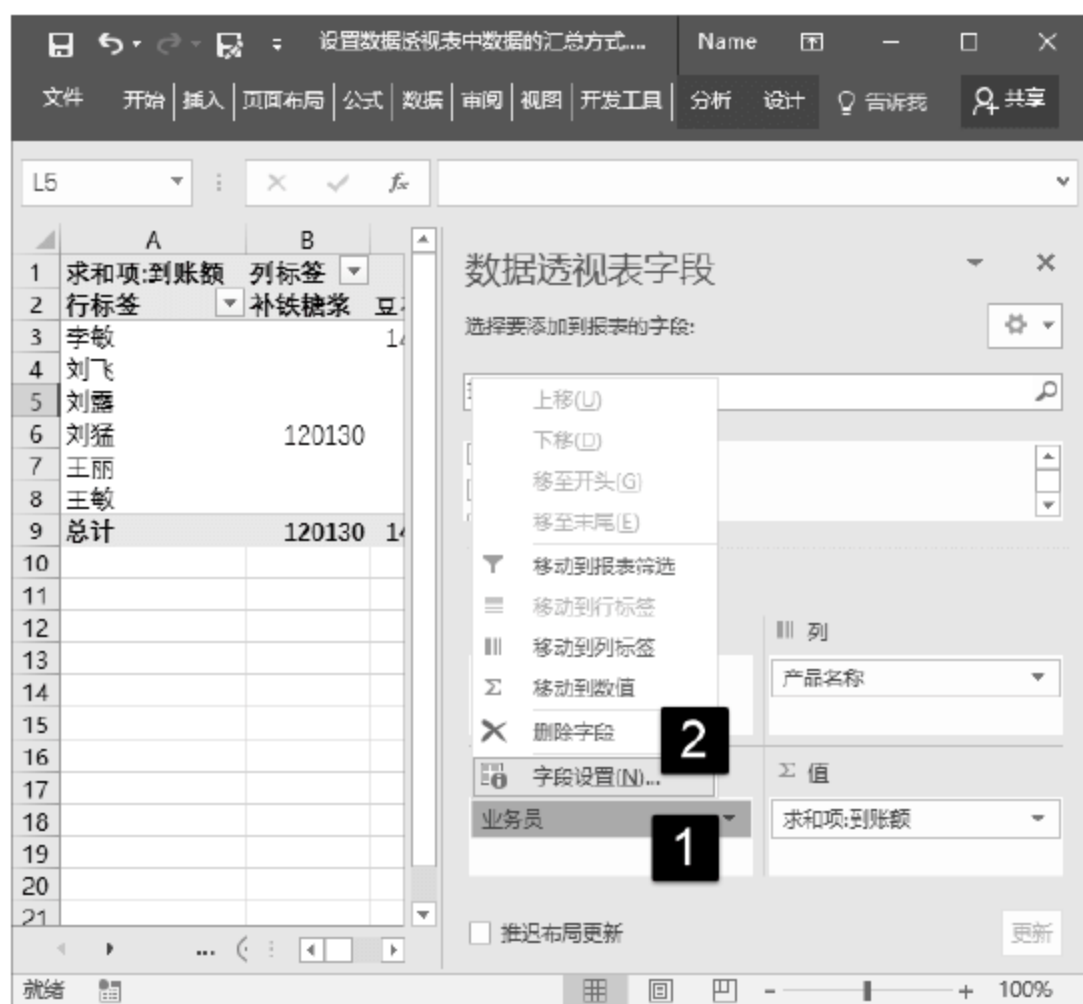 设置数据透视表中数据的汇总方式....
Name
文件 开始 插入 页面布局 公式 数据 审阅 视图 开发工具 分析 设计 告诉我 共享
L5
fx
A B
1 求和项:到账额 列标签
2 行标签 补铁糖浆
3 李敏
4 刘飞
5 刘露
6 刘猛 120130
7 王丽
8 王敏
9 总计 120130
10
11
12
13
14
15
16
17
18
19
20
21
数据透视表字段
选择要添加到报表的字段:
上移(U)
下移(D)
移至开头(G)
移至末尾(E)
移动到报表筛选
移动到行标签
移动到列标签
移动到数值
删除字段
2
字段设置(N)...
列
产品名称
Σ 值
业务员
1
求和项:到账额
推迟布局更新
更新
...
就绪
100%